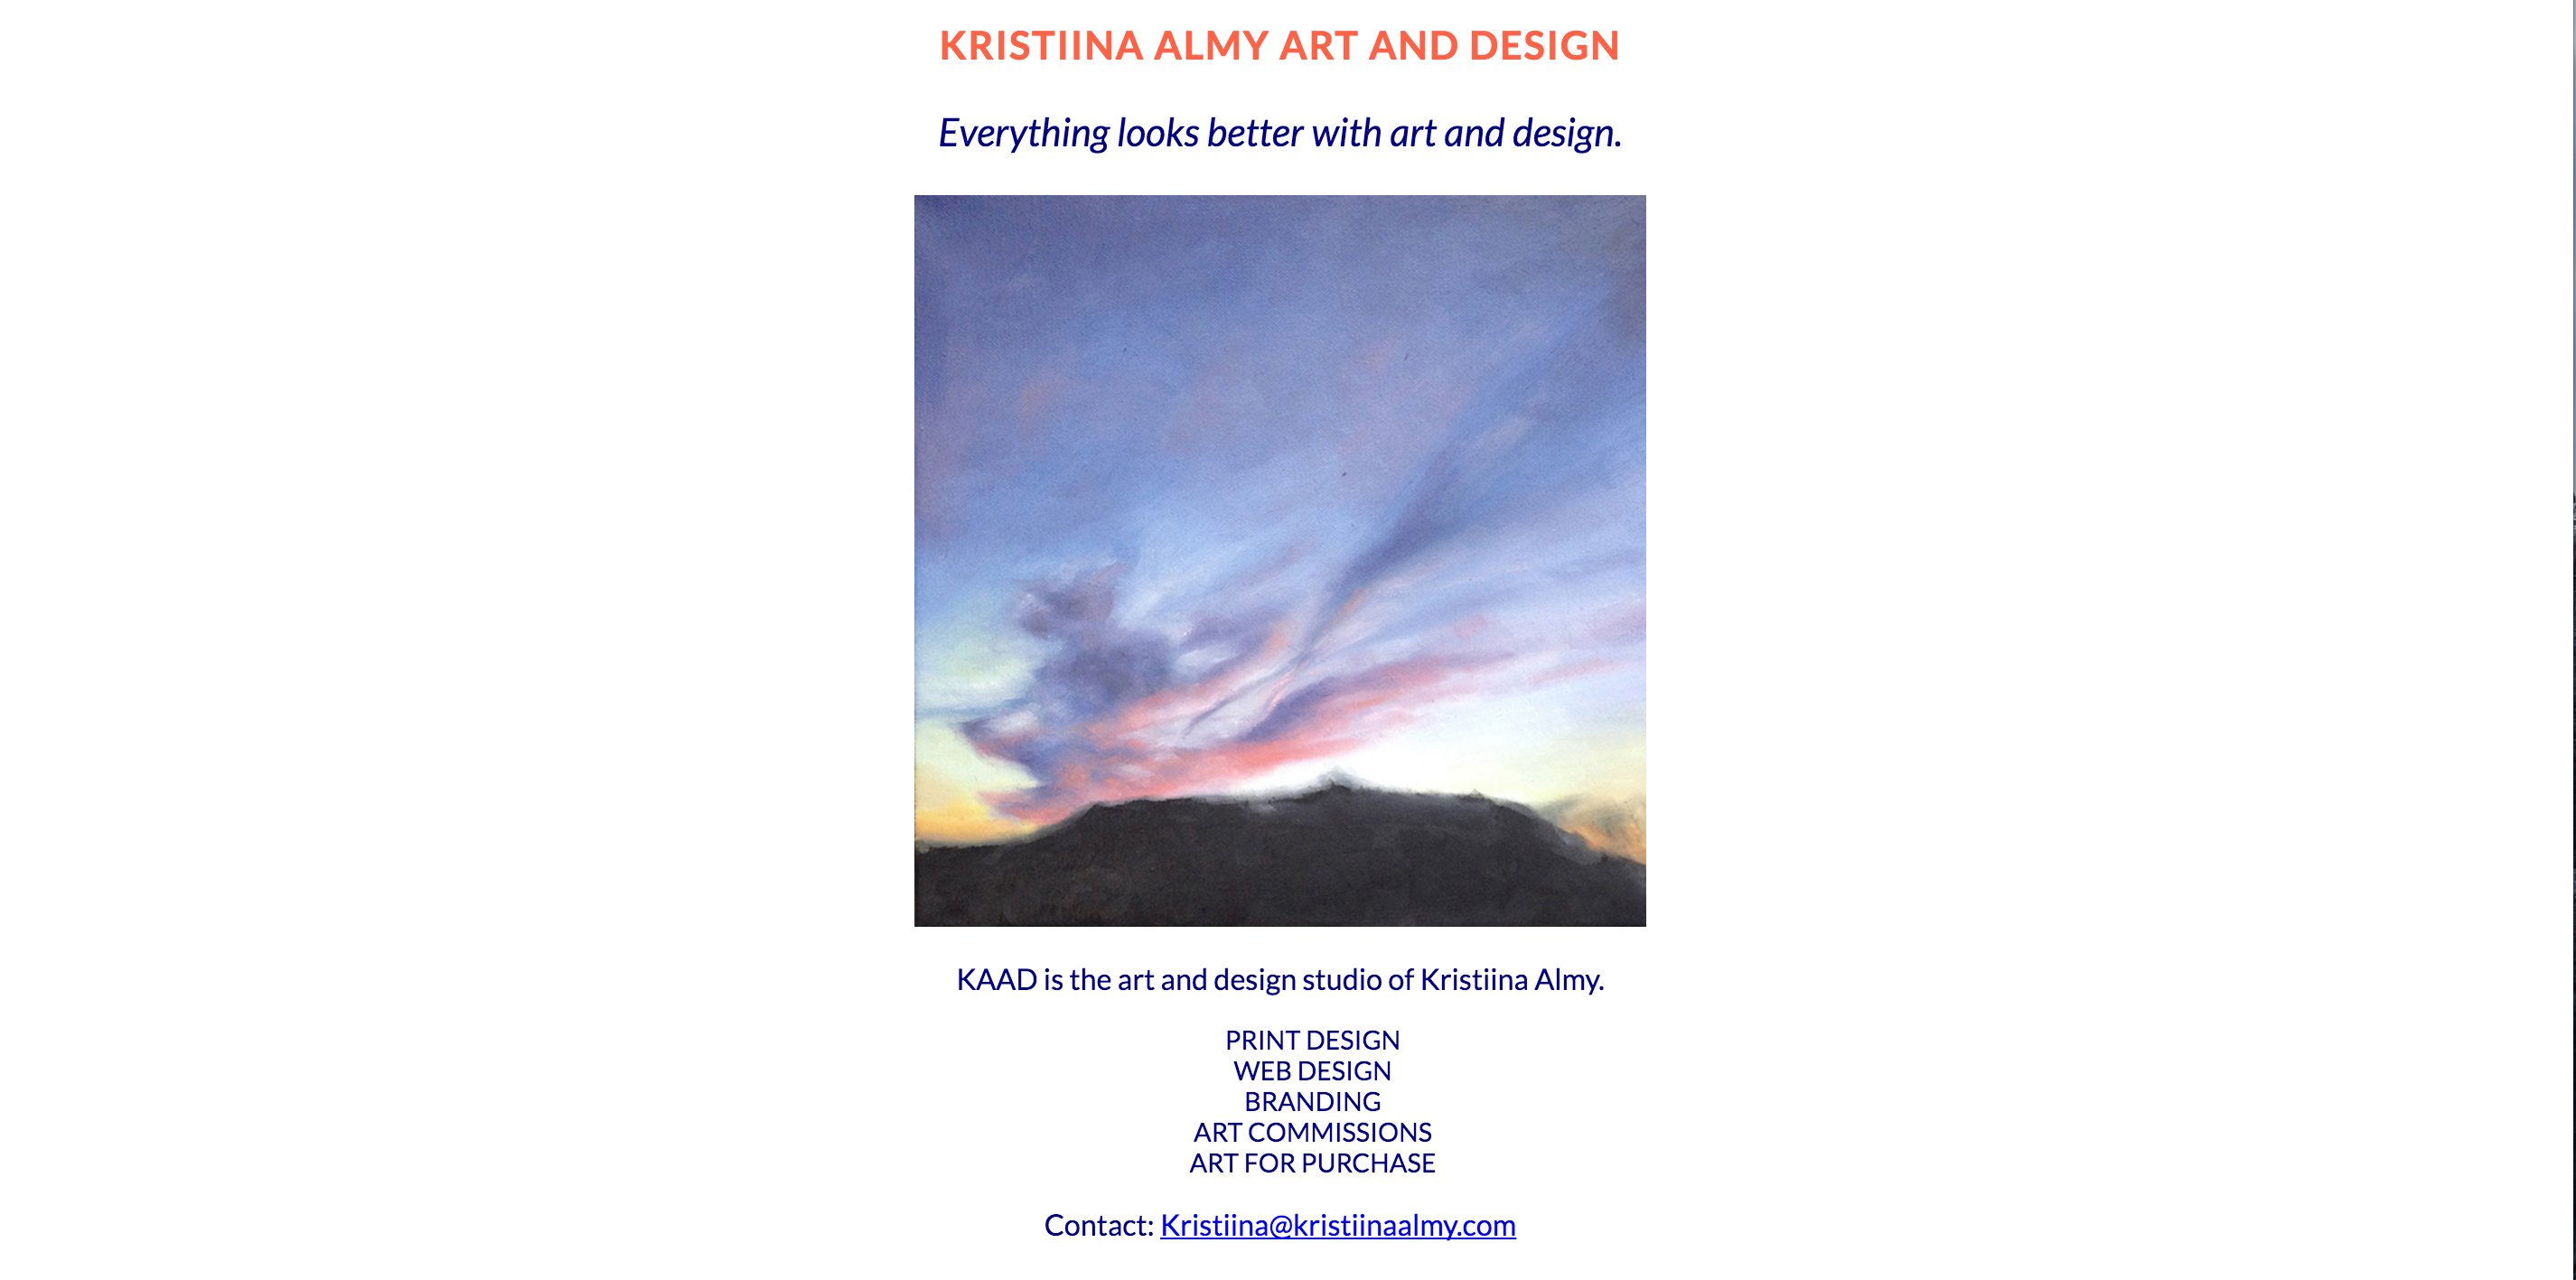 KRISTIINA ALMY ART AND DESIGN
Everything looks better with art and design.
KAAD is the art and design studio of Kristiina Almy.
PRINT DESIGN
WEB DESIGN
BRANDING
ART COMMISSIONS
ART FOR PURCHASE
Contact: Kristiina@kristiinaalmy.com